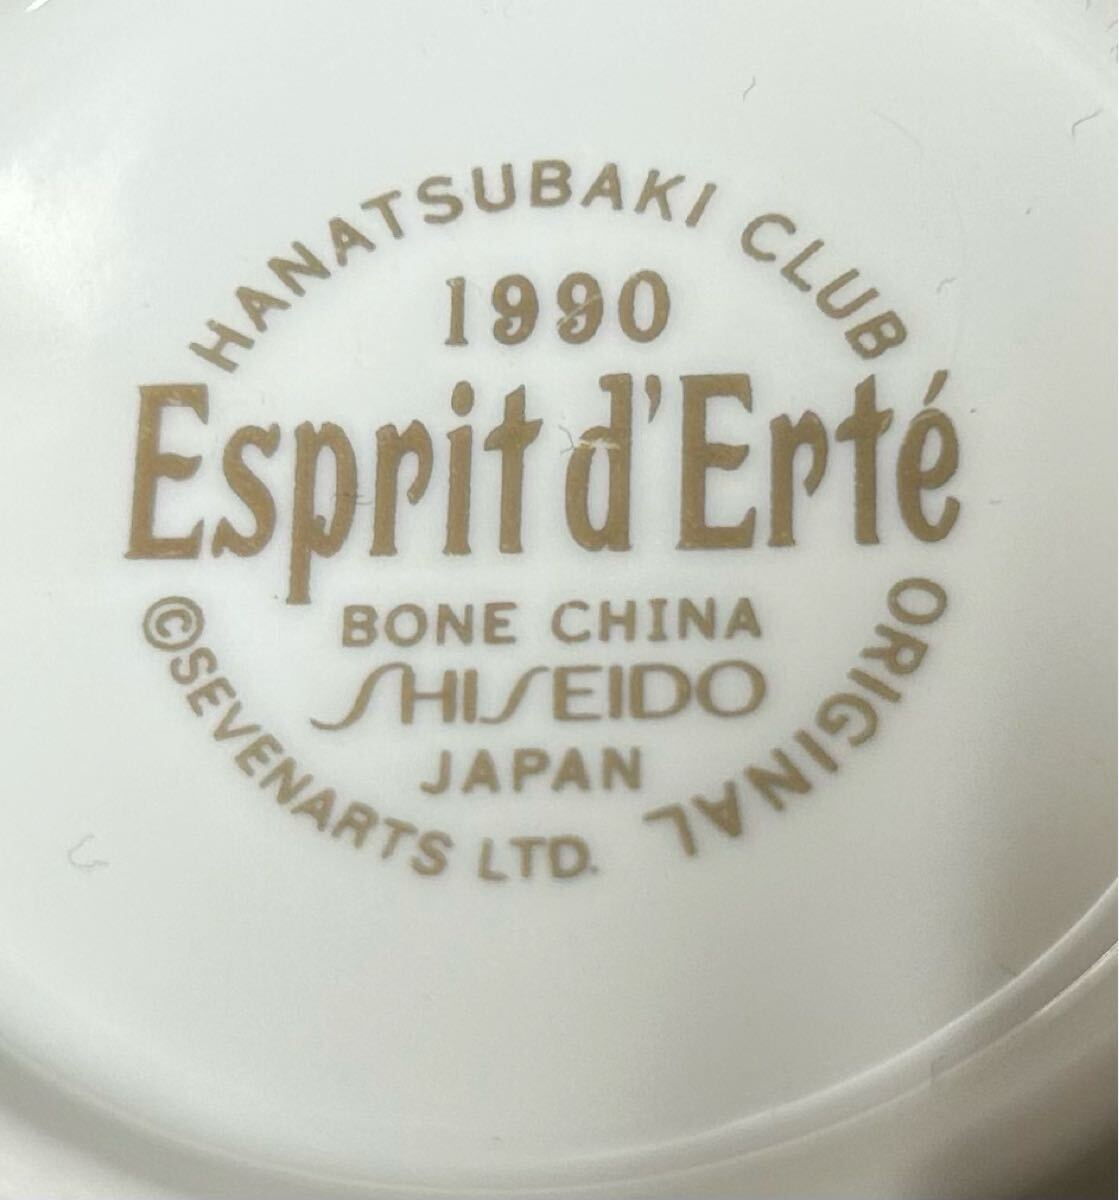 HANATSUBAKI CLUB ORIGINAL
1990
Esprit d'Erté
BONE CHINA
SHISEIDO
JAPAN
©SEVENARTS LTD.